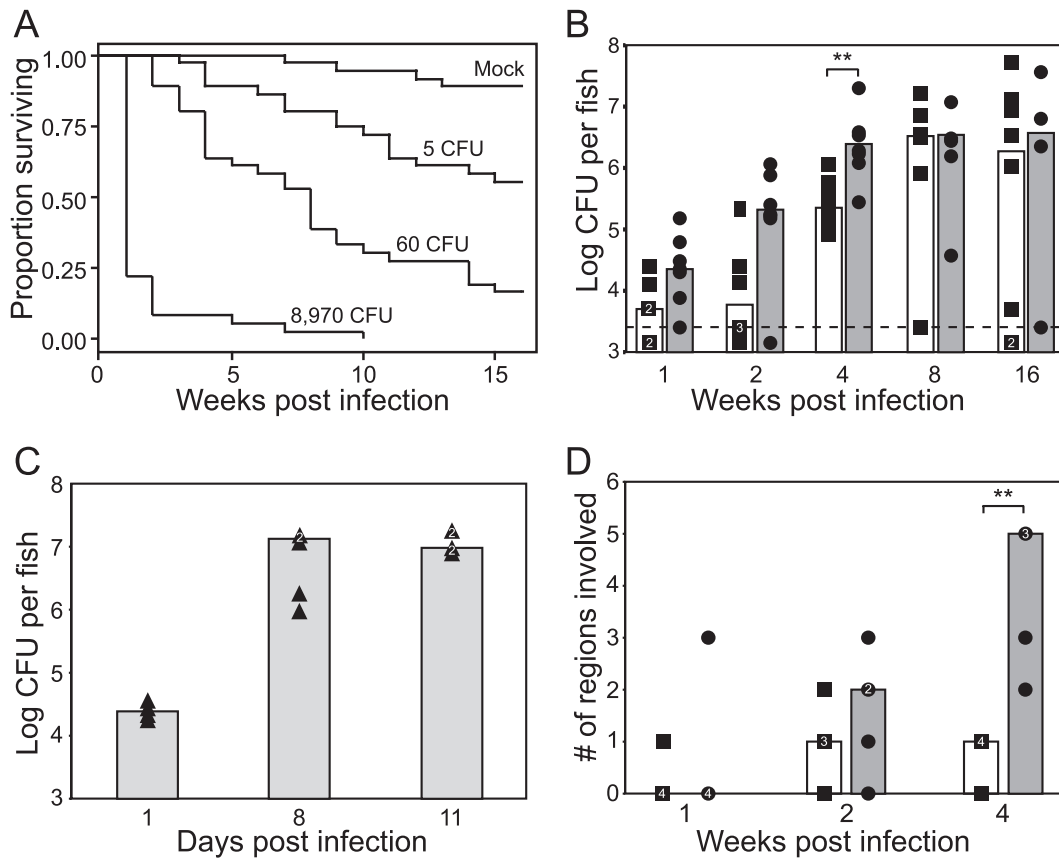 A
Proportion surviving
1.00
0.75
0.50
0.25
0.00
Mock
5 CFU
60 CFU
8,970 CFU
0 5 10 15
Weeks post infection
B
Log CFU per fish
8
7
6
5
4
3
**
2
2
3
2
1 2 4 8 16
Weeks post infection
C
Log CFU per fish
8
7
6
5
4
3
2
2
2
1 8 11
Days post infection
D
# of regions involved
6
5
4
3
2
1
0
**
3
2
3
4
4
4
1 2 4
Weeks post infection